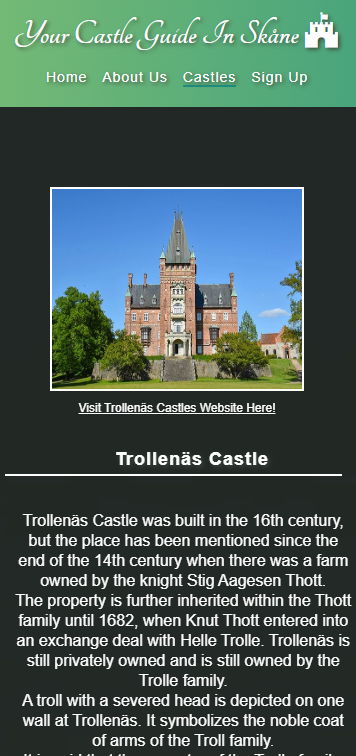 Your Castle Guide In Skåne
Home About Us Castles Sign Up
Visit Trollenäs Castles Website Here!
Trollenäs Castle
Trollenäs Castle was built in the 16th century,
but the place has been mentioned since the
end of the 14th century when there was a farm
owned by the knight Stig Aagesen Thott.
The property is further inherited within the Thott
family until 1682, when Knut Thott entered into
an exchange deal with Helle Trolle. Trollenäs is
still privately owned and is still owned by the
Trolle family.
A troll with a severed head is depicted on one
wall at Trollenäs. It symbolizes the noble coat
of arms of the Troll family.